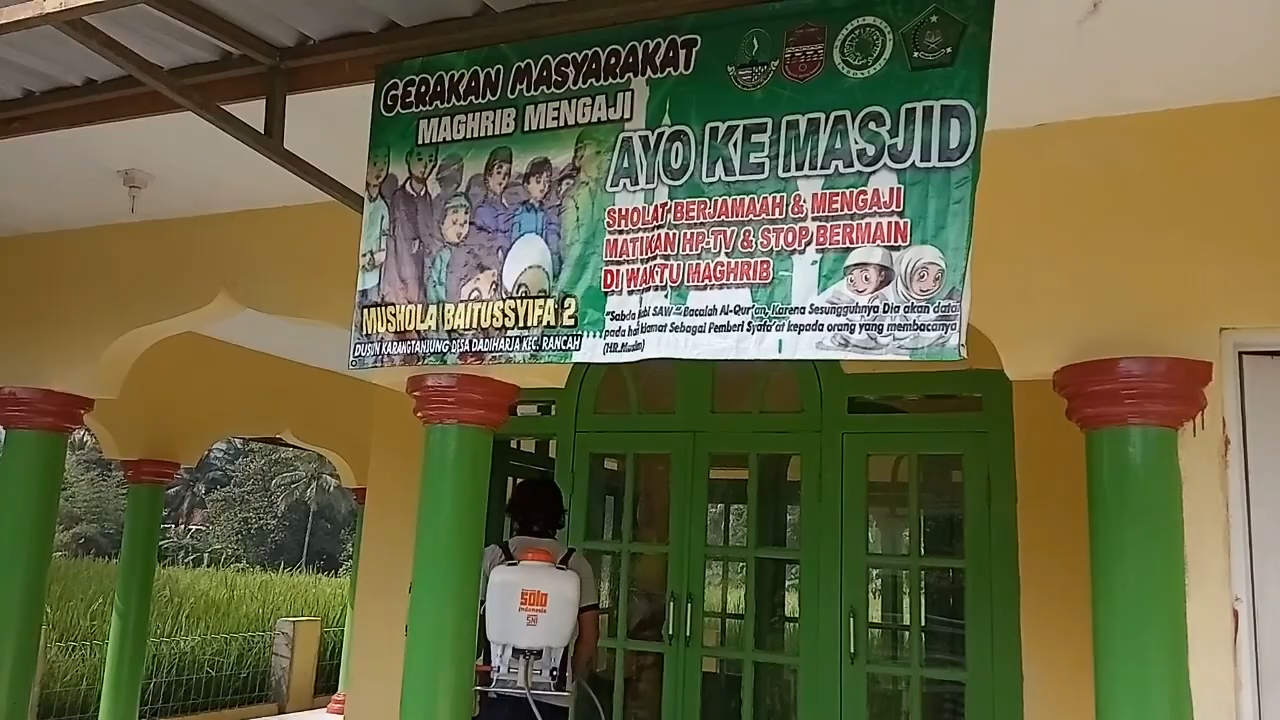 GERAKAN MASYARAKAT
MAGHRIB MENGAJI
AYO KE MASJID
SHOLAT BERJAMAAH & MENGAJI
MATIKAN HP-TV & STOP BERMAIN
DI WAKTU MAGHRIB
"Sabda Nabi SAW " Bacalah Al-Qur'an, Karena Sesungguhnya Dia akan datang
pada hari kiamat Sebagai Pemberi Syafa'at kepada orang yang membacanya
(HR.Muslim)
MUSHOLA BAITUSSYIFA 2
DUSUN KARANGTANJUNG DESA DADIHARJA KEC. RANCAH
solo
indonesia
SNI